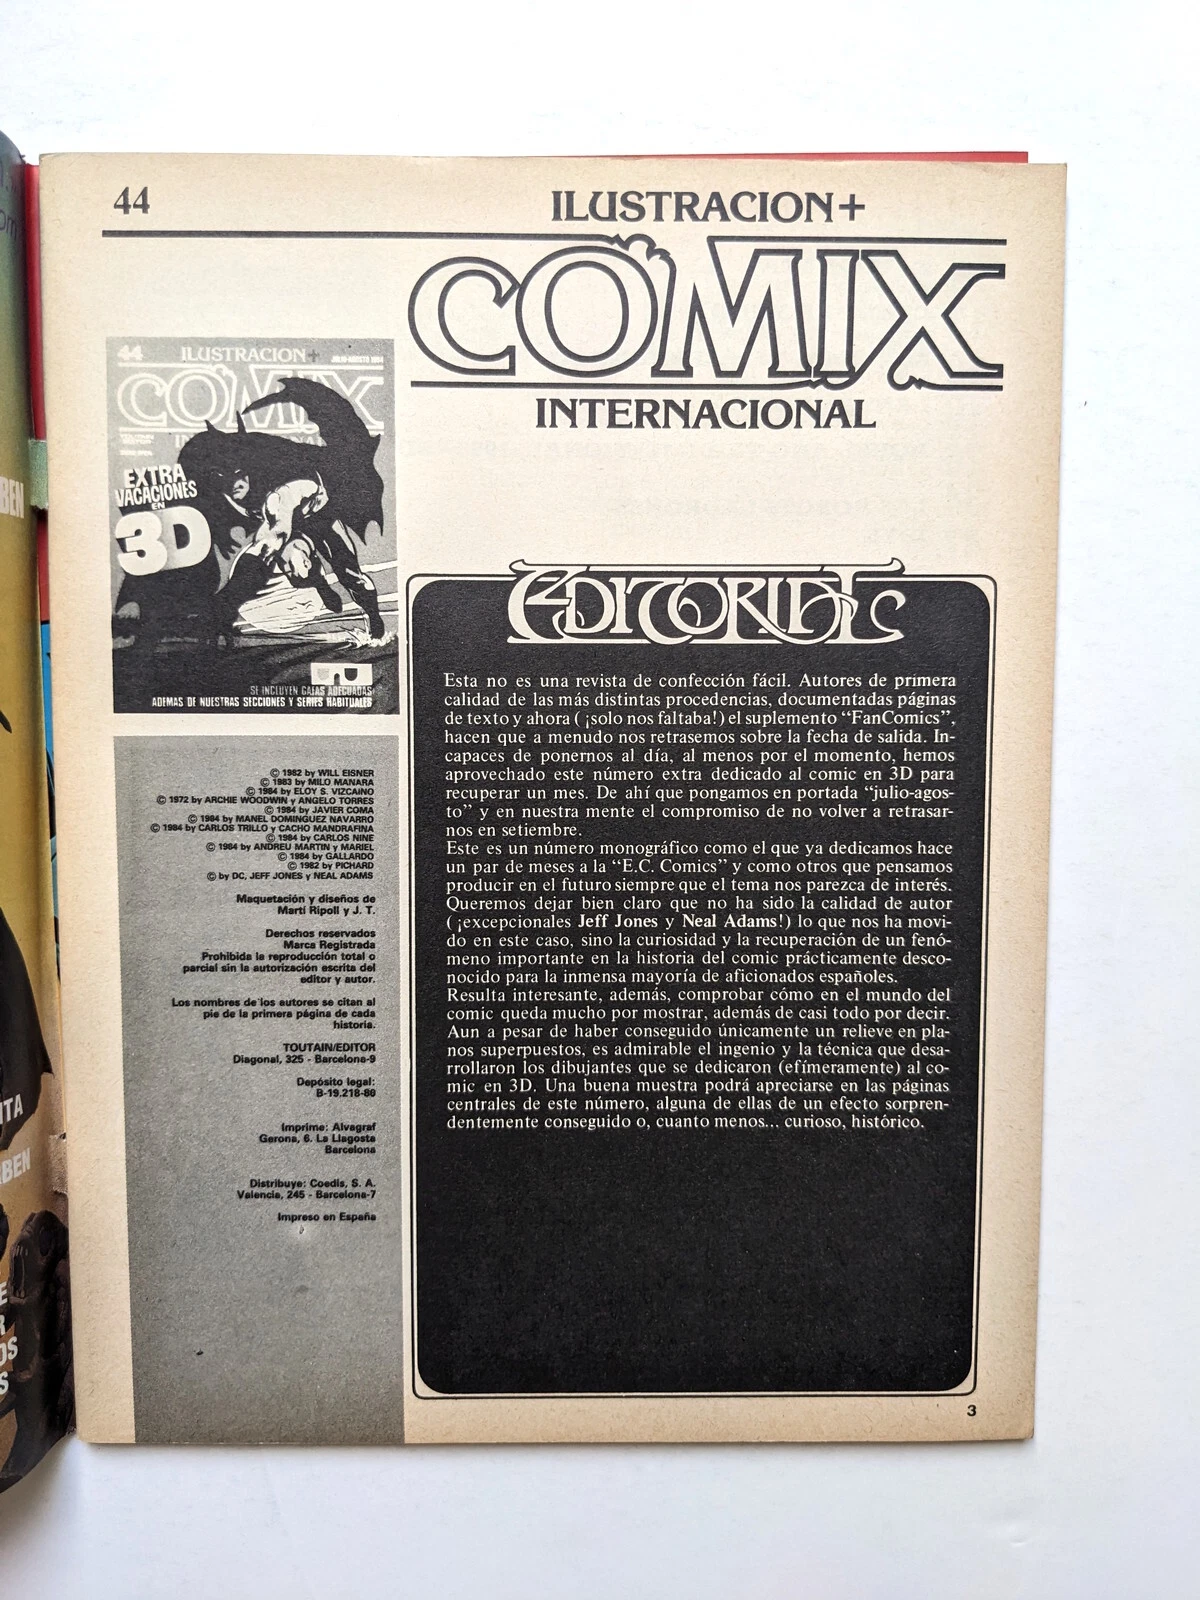 44
ILUSTRACION+
COMIX
INTERNACIONAL
44 ILUSTRACION+ JULIO-AGOSTO 1984
COMIX
EXTRA
VACACIONES
EN
3D
SE INCLUYEN GAFAS ADECUADAS
ADEMAS DE NUESTRAS SECCIONES Y SERIES HABITUALES
© 1982 by WILL EISNER
© 1983 by MILO MANARA
© 1984 by ELOY S. VIZCAINO
© 1972 by ARCHIE WOODWIN y ANGELO TORRES
© 1984 by JAVIER COMA
© 1984 by MANEL DOMINGUEZ NAVARRO
© 1984 by CARLOS TRILLO y CACHO MANDRAFINA
© 1984 by CARLOS NINE
© 1984 by ANDREU MARTIN y MARIEL
© 1984 by GALLARDO
© 1982 by PICHARD
© by DC, JEFF JONES y NEAL ADAMS
Maquetación y diseños de
Martí Ripoll y J. T.
Derechos reservados
Marca Registrada
Prohibida la reproducción total o
parcial sin la autorización escrita del
editor y autor.
Los nombres de los autores se citan al
pie de la primera página de cada
historia.
TOUTAIN/EDITOR
Diagonal, 325 - Barcelona-9
Depósito legal:
B-19.218-80
Imprime: Alvagraf
Gerona, 6. La Llagosta
Barcelona
Distribuye: Coedis, S. A.
Valencia, 245 - Barcelona-7
Impreso en España
EDITORIAL
Esta no es una revista de confección fácil. Autores de primera
calidad de las más distintas procedencias, documentadas páginas
de texto y ahora (¡solo nos faltaba!) el suplemento “FanComics”,
hacen que a menudo nos retrasemos sobre la fecha de salida. In-
capaces de ponernos al día, al menos por el momento, hemos
aprovechado este número extra dedicado al comic en 3D para
recuperar un mes. De ahí que pongamos en portada “julio-agos-
to” y en nuestra mente el compromiso de no volver a retrasar-
nos en setiembre.
Este es un número monográfico como el que ya dedicamos hace
un par de meses a la “E.C. Comics” y como otros que pensamos
producir en el futuro siempre que el tema nos parezca de interés.
Queremos dejar bien claro que no ha sido la calidad de autor
(¡excepcionales Jeff Jones y Neal Adams!) lo que nos ha movi-
do en este caso, sino la curiosidad y la recuperación de un fenó-
meno importante en la historia del comic prácticamente desco-
nocido para la inmensa mayoría de aficionados españoles.
Resulta interesante, además, comprobar cómo en el mundo del
comic queda mucho por mostrar, además de casi todo por decir.
Aun a pesar de haber conseguido únicamente un relieve en pla-
nos superpuestos, es admirable el ingenio y la técnica que desa-
rrollaron los dibujantes que se dedicaron (efímeramente) al co-
mic en 3D. Una buena muestra podrá apreciarse en las páginas
centrales de este número, alguna de ellas de un efecto sorpren-
dentemente conseguido o, cuanto menos... curioso, histórico.
3